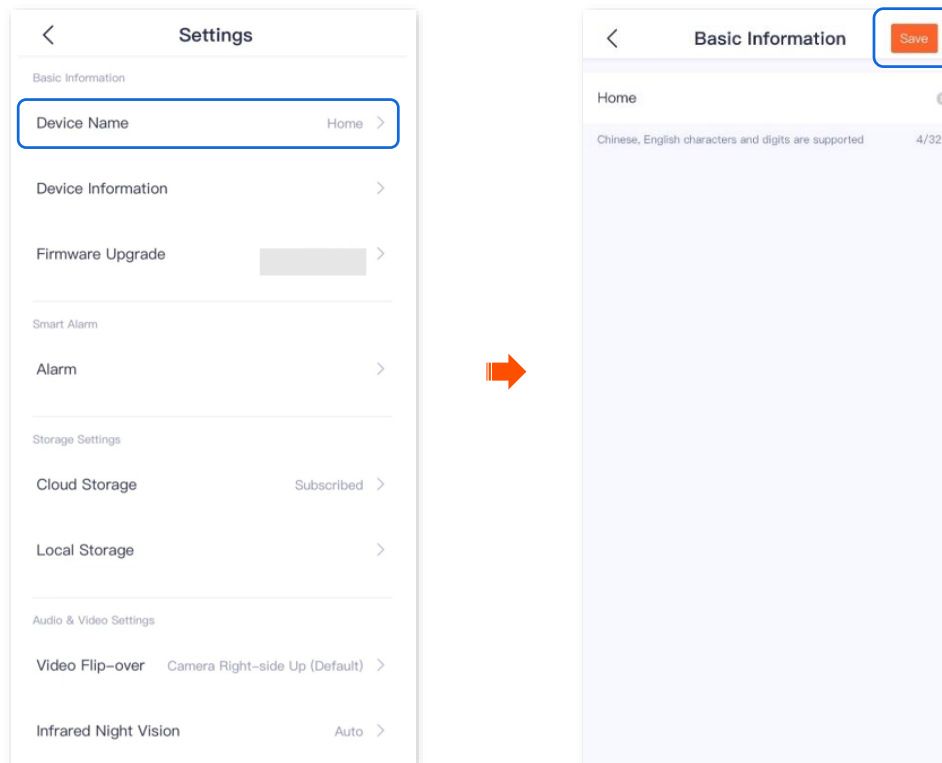 Settings
Basic Information
Device Name Home
Device Information
Firmware Upgrade
Smart Alarm
Alarm
Storage Settings
Cloud Storage Subscribed
Local Storage
Audio & Video Settings
Video Flip-over Camera Right-side Up (Default)
Infrared Night Vision Auto
Basic Information Save
Home
Chinese, English characters and digits are supported 4/32